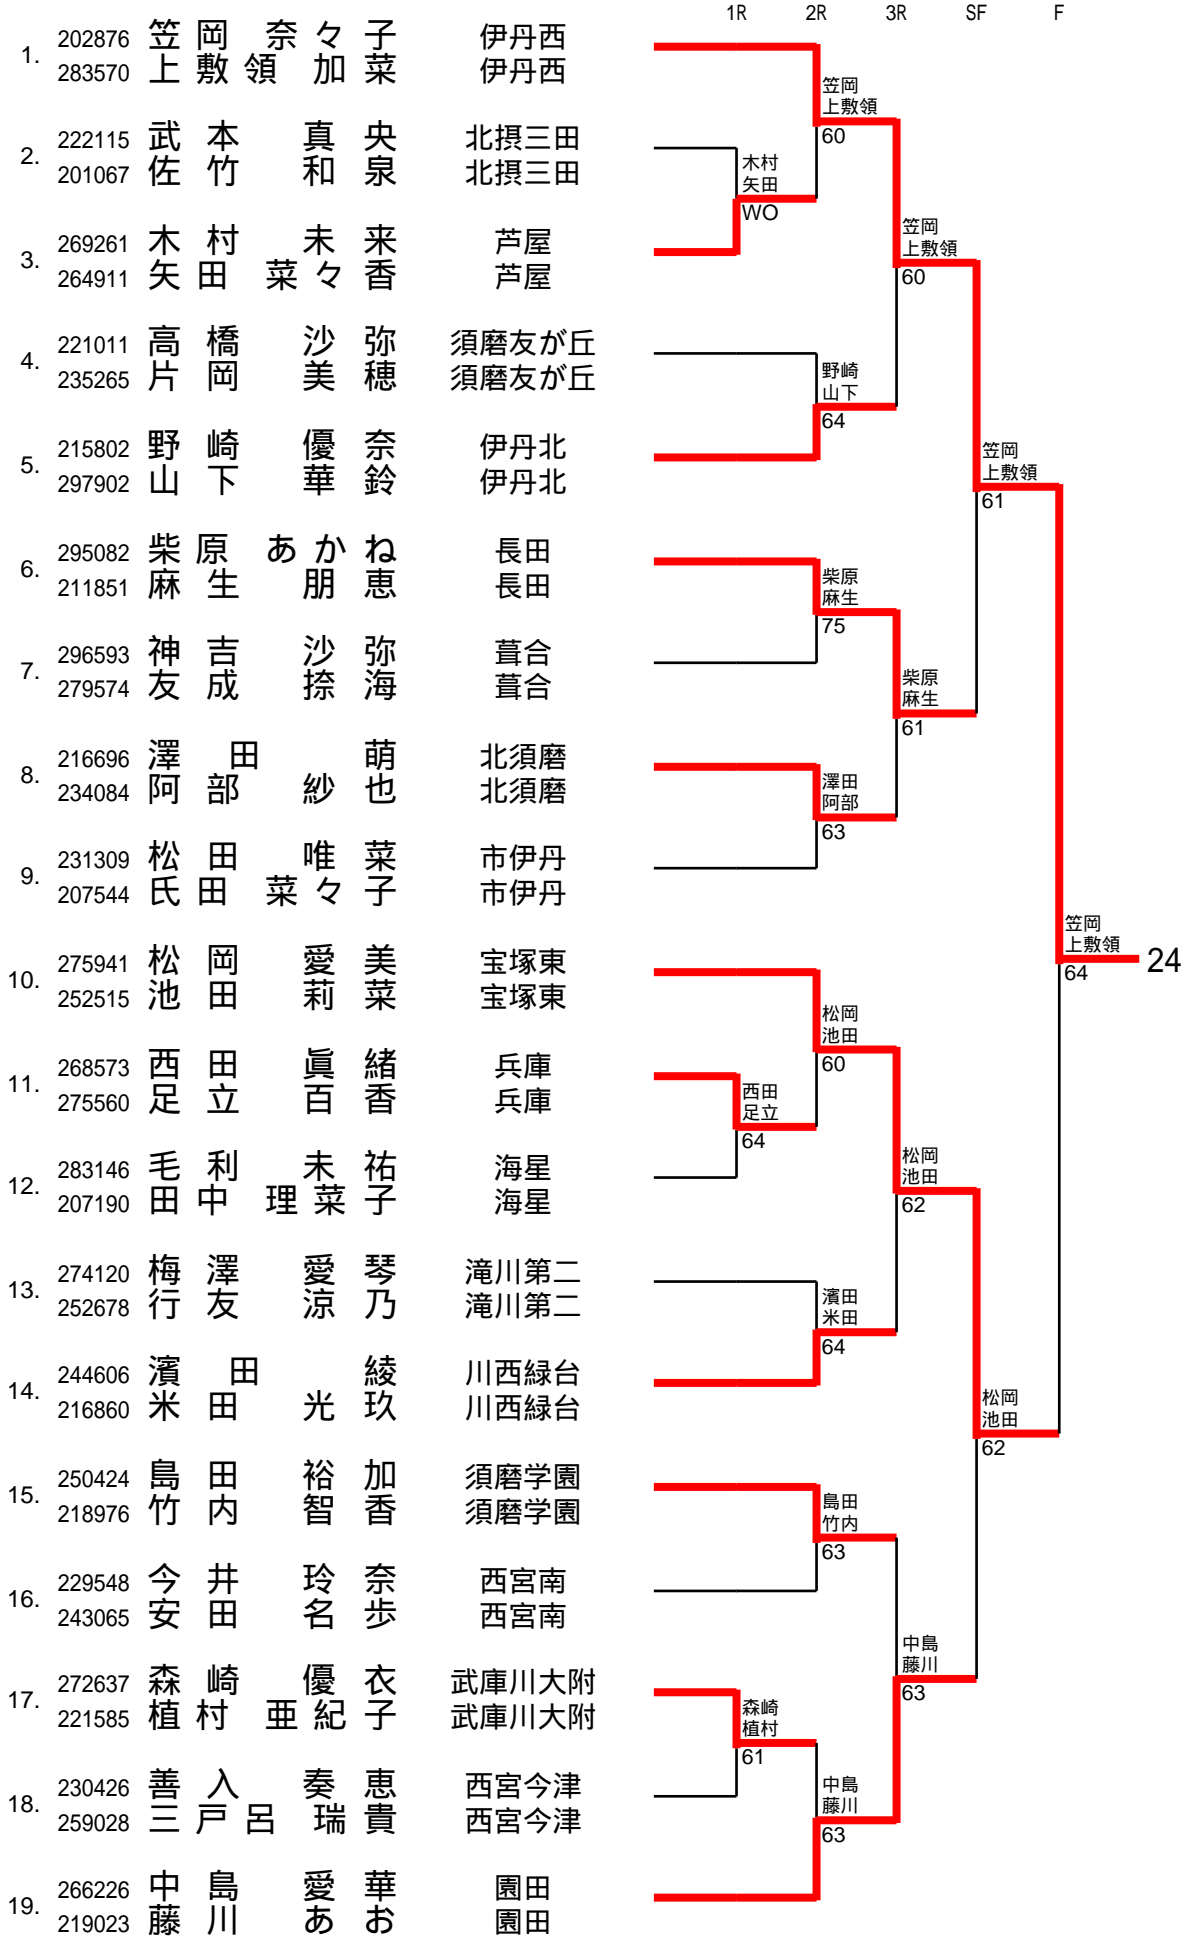 1R 2R 3R SF F
1. 202876 笠岡 奈々子 伊丹西
283570 上敷領 加菜 伊丹西
2. 222115 武本 真央 北摂三田
201067 佐竹 和泉 北摂三田
3. 269261 木村 未来 芦屋
264911 矢田 菜々香 芦屋
4. 221011 高橋 沙弥 須磨友が丘
235265 片岡 美穂 須磨友が丘
5. 215802 野崎 優奈 伊丹北
297902 山下 華鈴 伊丹北
6. 295082 柴原 あかね 長田
211851 麻生 朋恵 長田
7. 296593 神吉 沙弥 葺合
279574 友成 捺海 葺合
8. 216696 澤田 萌 北須磨
234084 阿部 紗也 北須磨
9. 231309 松田 唯菜 市伊丹
207544 氏田 菜々子 市伊丹
10. 275941 松岡 愛美 宝塚東
252515 池田 莉菜 宝塚東
11. 268573 西田 眞緒 兵庫
275560 足立 百香 兵庫
12. 283146 毛利 未祐 海星
207190 田中 理菜子 海星
13. 274120 梅澤 愛琴 滝川第二
252678 行友 涼乃 滝川第二
14. 244606 濱田 綾 川西緑台
216860 米田 光玖 川西緑台
15. 250424 島田 裕加 須磨学園
218976 竹内 智香 須磨学園
16. 229548 今井 玲奈 西宮南
243065 安田 名歩 西宮南
17. 272637 森崎 優衣 武庫川大附
221585 植村 亜紀子 武庫川大附
18. 230426 善入 奏恵 西宮今津
259028 三戸呂 瑞貴 西宮今津
19. 266226 中島 愛華 園田
219023 藤川 あお 園田
木村
矢田
WO
西田
足立
64
森崎
植村
61
笠岡
上敷領
60
野崎
山下
64
柴原
麻生
75
澤田
阿部
63
松岡
池田
60
濱田
米田
64
島田
竹内
63
中島
藤川
63
笠岡
上敷領
60
柴原
麻生
61
松岡
池田
62
中島
藤川
63
笠岡
上敷領
61
松岡
池田
62
笠岡
上敷領
64
24